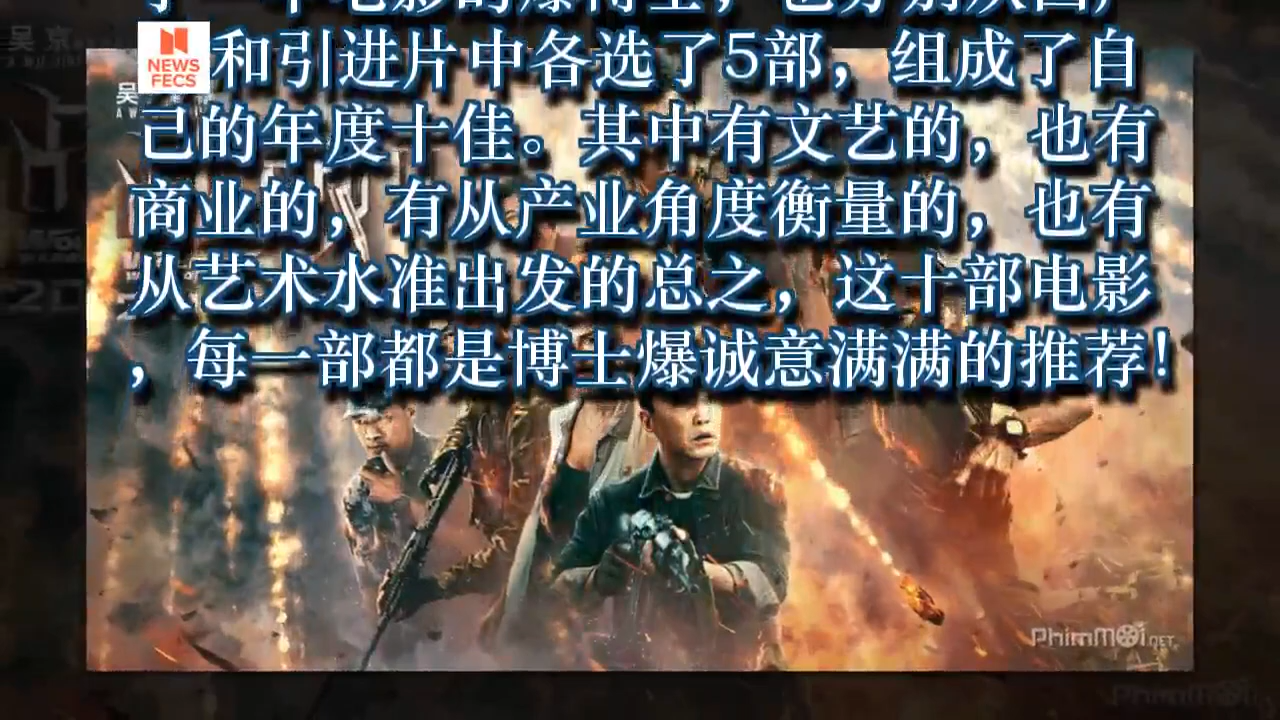 和引进片中各选了5部，组成了自
己的年度十佳。其中有文艺的，也有
商业的，有从产业角度衡量的，也有
从艺术水准出发的总之，这十部电影
，每一部都是博士爆诚意满满的推荐！
NEWS
FECS
吴
PhimMoi.NET